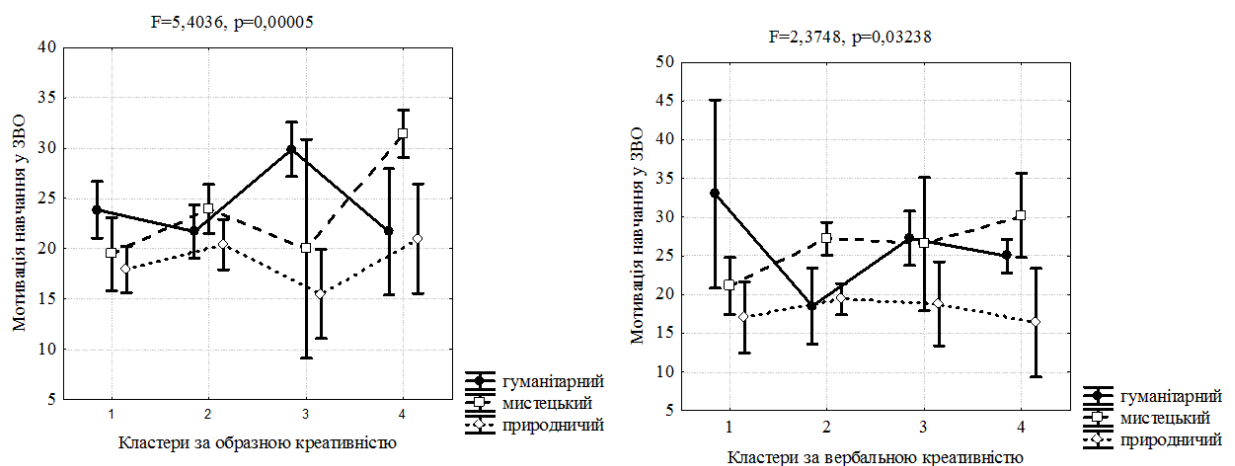 F=5,4036, p=0,00005
40
35
30
25
20
15
10
5
Мотивація навчання у ЗВО
1 2 3 4
Кластери за образною креативністю
гуманітарний
мистецький
природничий
F=2,3748, p=0,03238
50
45
40
35
30
25
20
15
10
5
Мотивація навчання у ЗВО
1 2 3 4
Кластери за вербальною креативністю
гуманітарний
мистецький
природничий